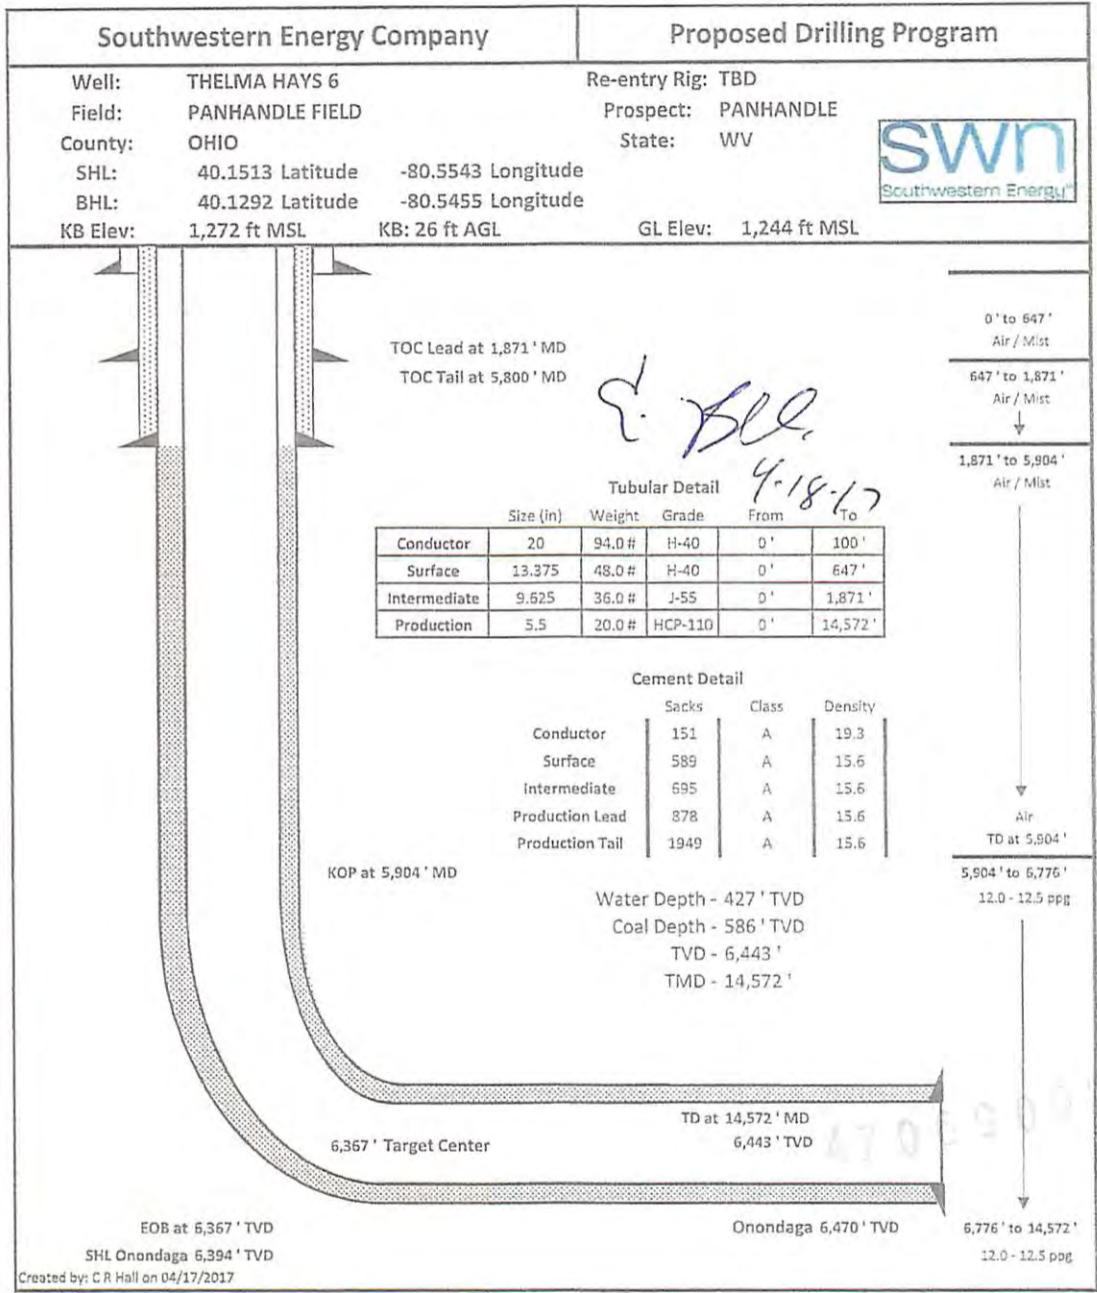 Southwestern Energy Company
Proposed Drilling Program
Well: THELMA HAYS 6 Re-entry Rig: TBD
Field: PANHANDLE FIELD Prospect: PANHANDLE
County: OHIO State: WV
SHL: 40.1513 Latitude -80.5543 Longitude
BHL: 40.1292 Latitude -80.5455 Longitude
KB Elev: 1,272 ft MSL KB: 26 ft AGL GL Elev: 1,244 ft MSL
swn
Southwestern Energy
0 ' to 647 '
Air / Mist
TOC Lead at 1,871 ' MD
TOC Tail at 5,800 ' MD
647 ' to 1,871 '
Air / Mist
1,871 ' to 5,904 '
Air / Mist
4-18-17
Tubular Detail
Size (in) Weight Grade From To
Conductor 20 94.0 # H-40 0 ' 100 '
Surface 13.375 48.0 # H-40 0 ' 647 '
Intermediate 9.625 36.0 # J-55 0 ' 1,871 '
Production 5.5 20.0 # HCP-110 0 ' 14,572 '
Cement Detail
Sacks Class Density
Conductor 151 A 19.3
Surface 589 A 15.6
Intermediate 695 A 15.6
Production Lead 878 A 15.6
Production Tail 1949 A 15.6
Air
TD at 5,904 '
KOP at 5,904 ' MD
5,904 ' to 6,776 '
12.0 - 12.5 ppg
Water Depth - 427 ' TVD
Coal Depth - 586 ' TVD
TVD - 6,443 '
TMD - 14,572 '
TD at 14,572 ' MD
6,443 ' TVD
6,367 ' Target Center
EOB at 6,367 ' TVD
SHL Onondaga 6,394 ' TVD
Onondaga 6,470 ' TVD
6,776 ' to 14,572 '
12.0 - 12.5 ppg
Created by: C R Hall on 04/17/2017